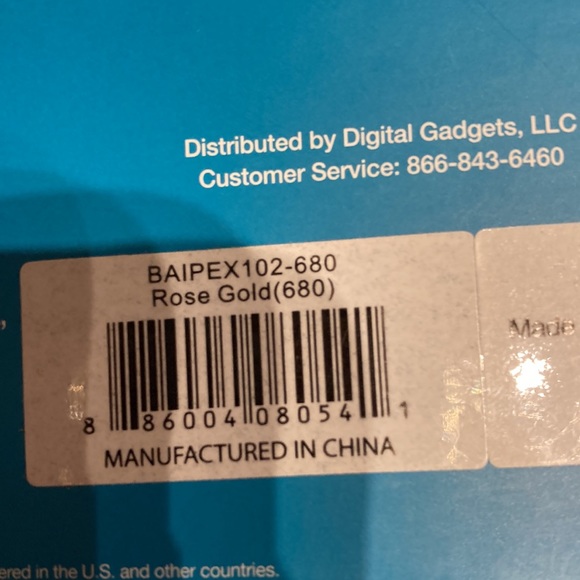 Distributed by Digital Gadgets, LLC
Customer Service: 866-843-6460
BAIPEX102-680
Rose Gold(680)
Made
8 86004 08054 1
MANUFACTURED IN CHINA
ered in the U.S. and other countries.